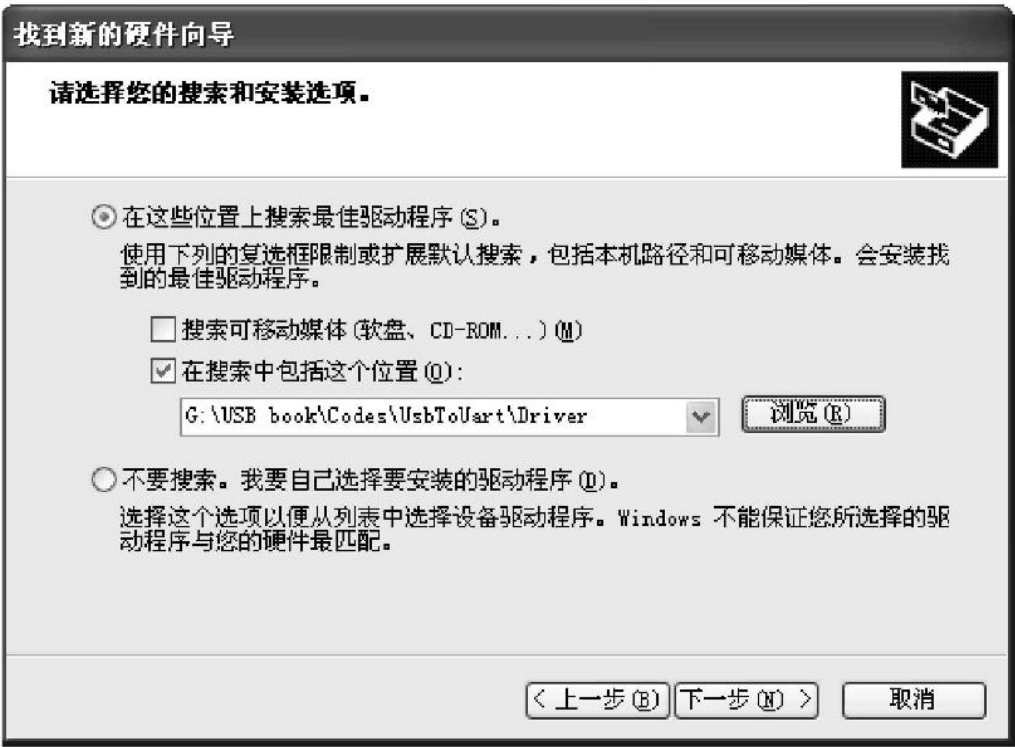 找到新的硬件向导
请选择您的搜索和安装选项。
在这些位置上搜索最佳驱动程序(S)。
使用下列的复选框限制或扩展默认搜索，包括本机路径和可移动媒体。会安装找
到的最佳驱动程序。
搜索可移动媒体(软盘、CD-ROM...)(M)
在搜索中包括这个位置(O):
G:\USB book\Codes\UsbToUart\Driver
浏览(R)
不要搜索。我要自己选择要安装的驱动程序(D)。
选择这个选项以便从列表中选择设备驱动程序。Windows 不能保证您所选择的驱
动程序与您的硬件最匹配。
< 上一步(B) 下一步(N) > 取消